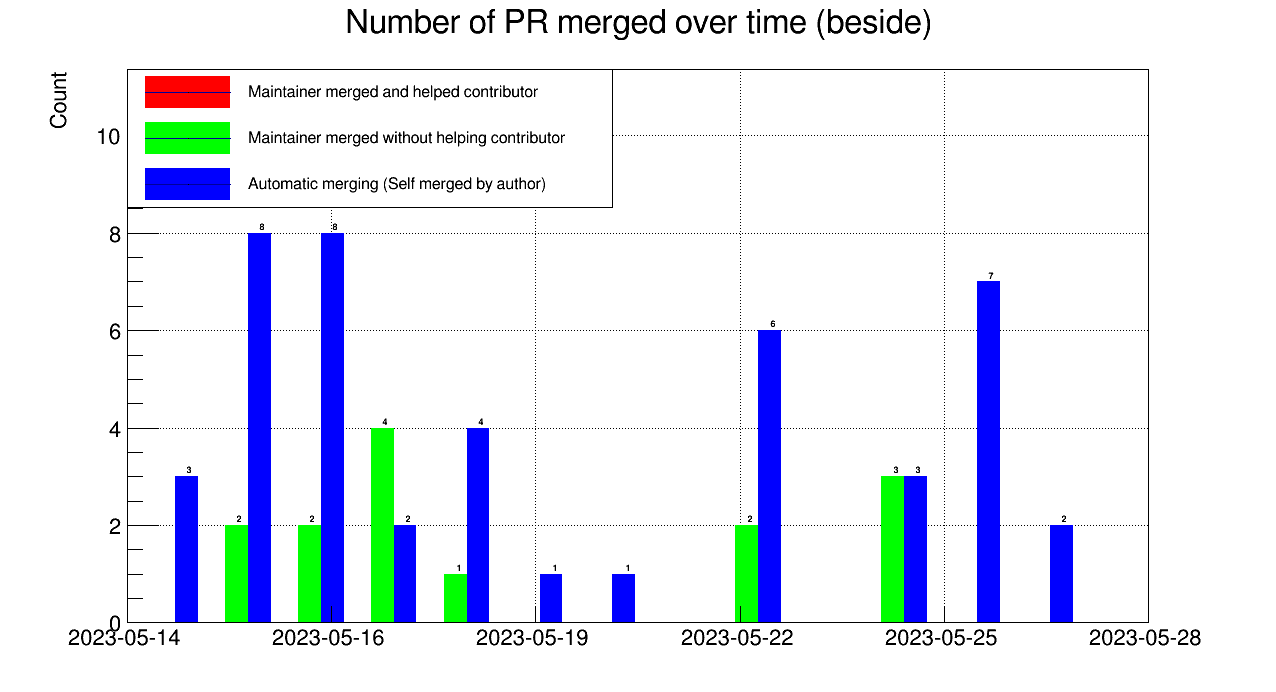 Number of PR merged over time (beside)
Count
Maintainer merged and helped contributor
Maintainer merged without helping contributor
Automatic merging (Self merged by author)
10
8
6
4
2
0
8 8
7
6
4 4
3 3 3
2 2 2 2 2
1 1 1
2023-05-14 2023-05-16 2023-05-19 2023-05-22 2023-05-25 2023-05-28